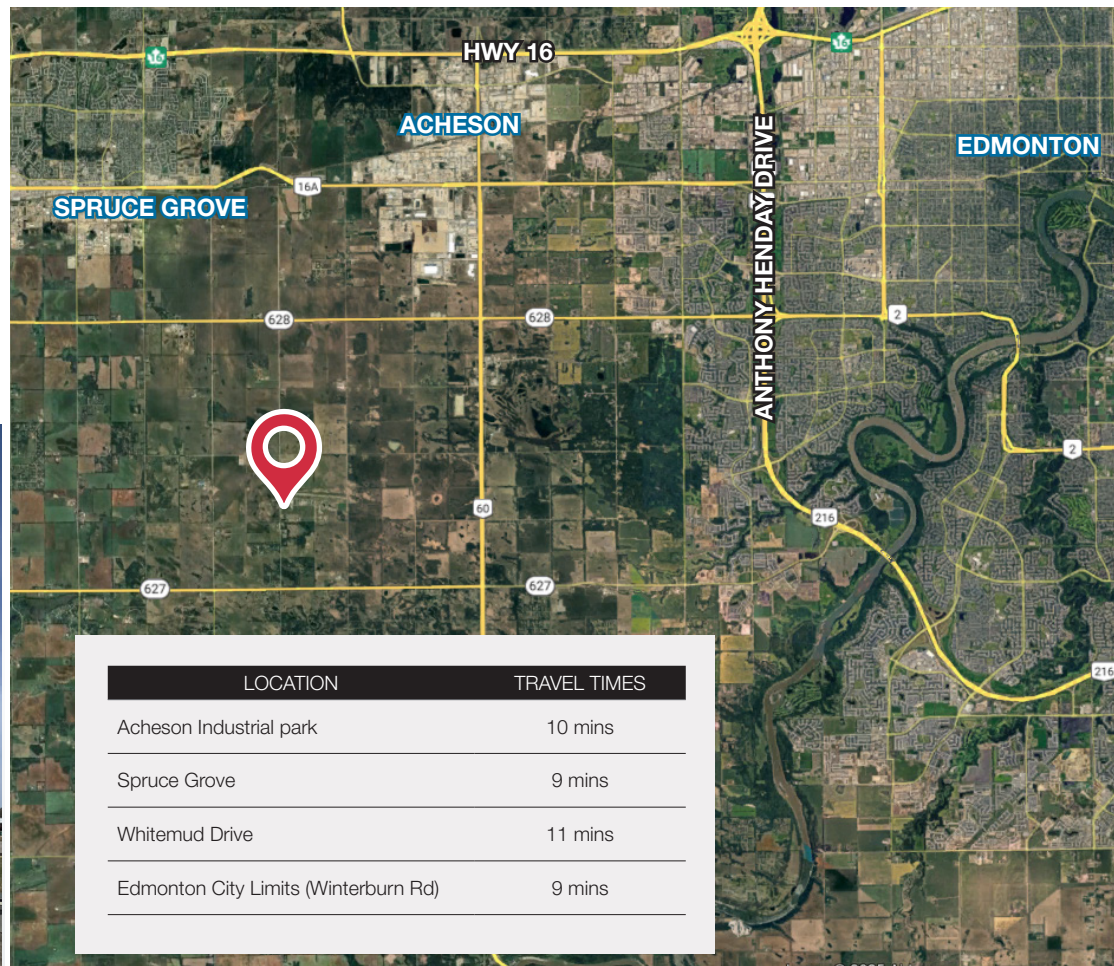 HWY 16
16
16
ACHESON
EDMONTON
ANTHONY HENDAY DRIVE
16A
SPRUCE GROVE
628
628
2
2
60
216
627
627
216
LOCATION TRAVEL TIMES
Acheson Industrial park 10 mins
Spruce Grove 9 mins
Whitemud Drive 11 mins
Edmonton City Limits (Winterburn Rd) 9 mins